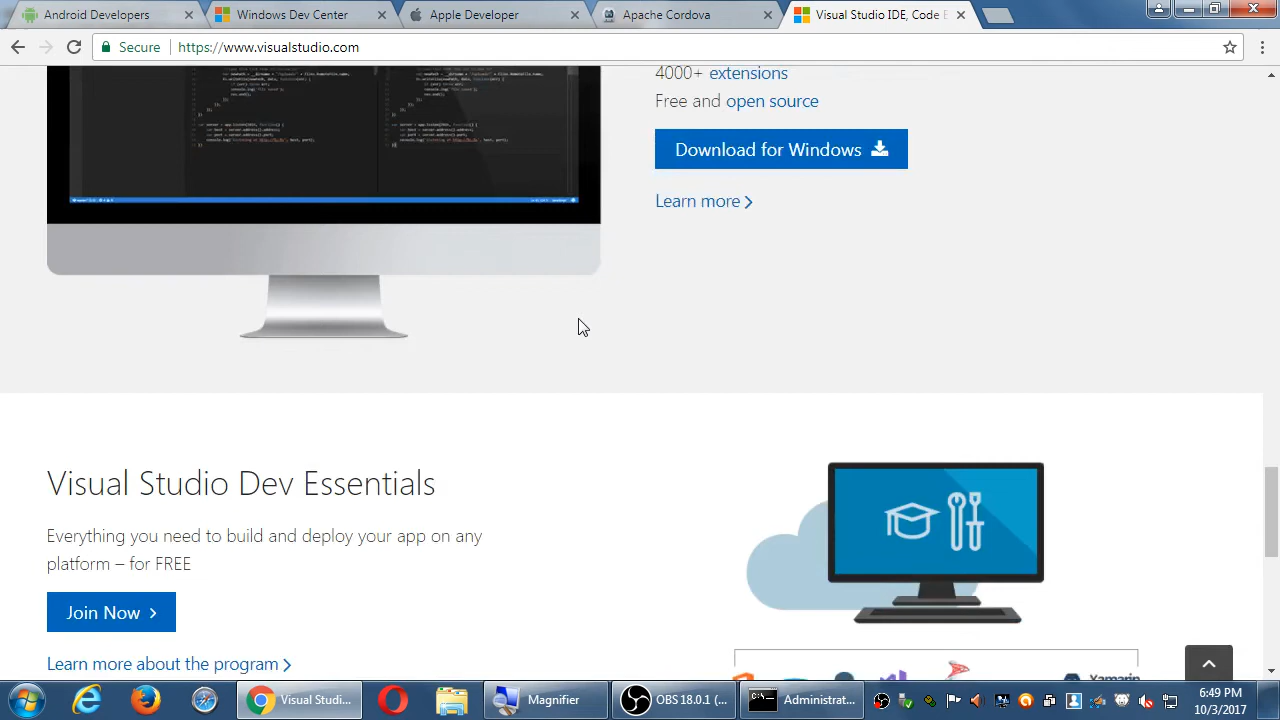 Android Developers
Windows Dev Center
Apple Developer
Apache Cordova
Visual Studio IDE, Code E
Secure
https://www.visualstudio.com
extensions
Free and open source
Download for Windows
Learn more
Visual Studio Dev Essentials
Everything you need to build and deploy your app on any
platform – for FREE
Join Now
Learn more about the program
Xamarin
Visual Studi...
Magnifier
OBS 18.0.1 (...
Administrat...
6:49 PM
10/3/2017